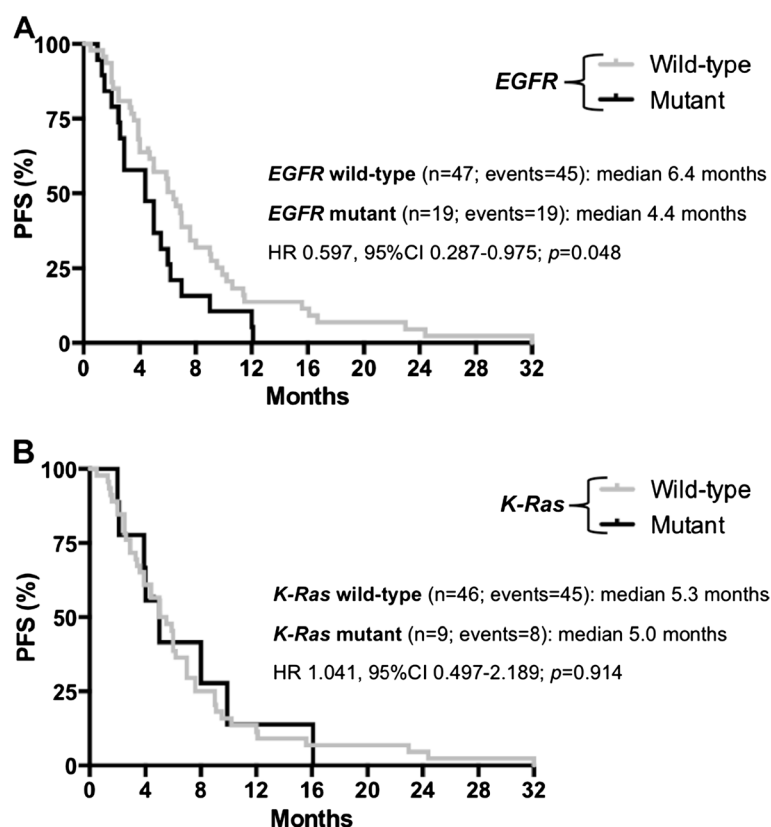 A
100
75
50
25
0
PFS (%)
0 4 8 12 16 20 24 28 32
Months
EGFR
Wild-type
Mutant
EGFR wild-type (n=47; events=45): median 6.4 months
EGFR mutant (n=19; events=19): median 4.4 months
HR 0.597, 95%CI 0.287-0.975; p=0.048
B
100
75
50
25
0
PFS (%)
0 4 8 12 16 20 24 28 32
Months
K-Ras
Wild-type
Mutant
K-Ras wild-type (n=46; events=45): median 5.3 months
K-Ras mutant (n=9; events=8): median 5.0 months
HR 1.041, 95%CI 0.497-2.189; p=0.914